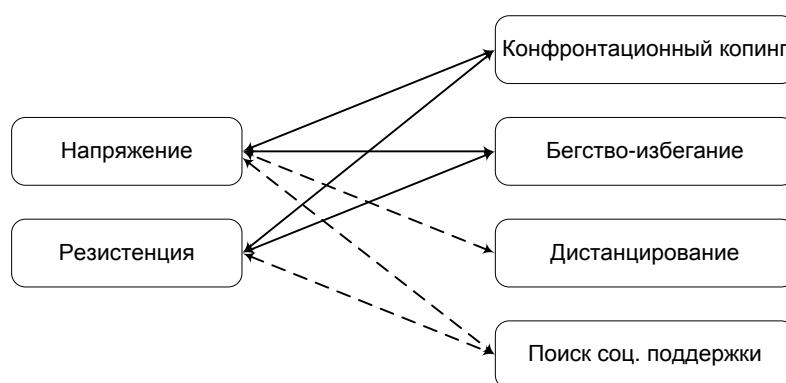 Конфронтационный копинг
Напряжение
Бегство-избегание
Резистенция
Дистанцирование
Поиск соц. поддержки